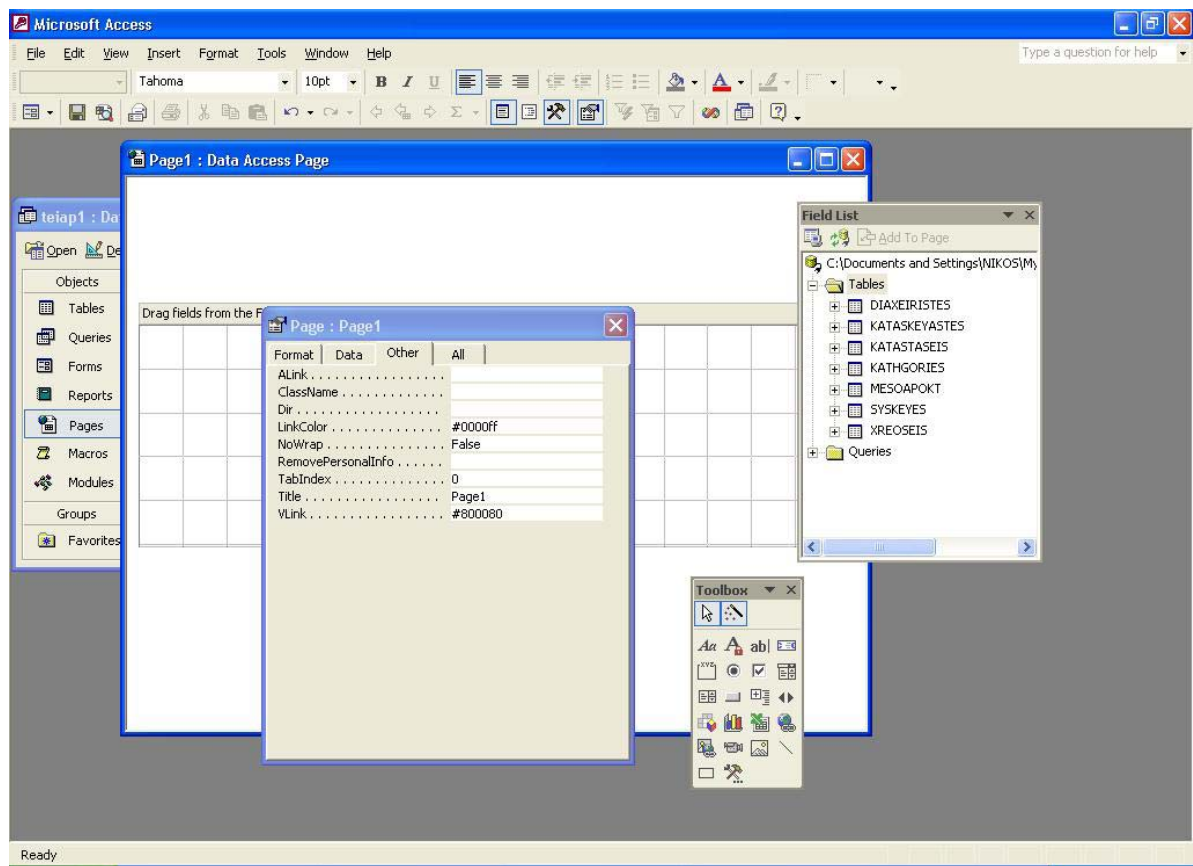 Microsoft Access
File Edit View Insert Format Tools Window Help Type a question for help
Tahoma 10pt B I U A
Page1 : Data Access Page
teiap1 : Da
Open De
Objects
Tables
Queries
Forms
Reports
Pages
Macros
Modules
Groups
Favorites
Drag fields from the F
Page : Page1
Format Data Other All
ALink
ClassName
Dir
LinkColor #0000ff
NoWrap False
RemovePersonalInfo
TabIndex 0
Title Page1
VLink #800080
Field List
Add To Page
C:\Documents and Settings\NIKOS\My
Tables
DIAXEIRISTES
KATASKEYASTES
KATASTASEIS
KATHGORIES
MESOAPOKT
SYSKEYES
XREOSEIS
Queries
Toolbox
Aa A ab|
XYZ
Ready